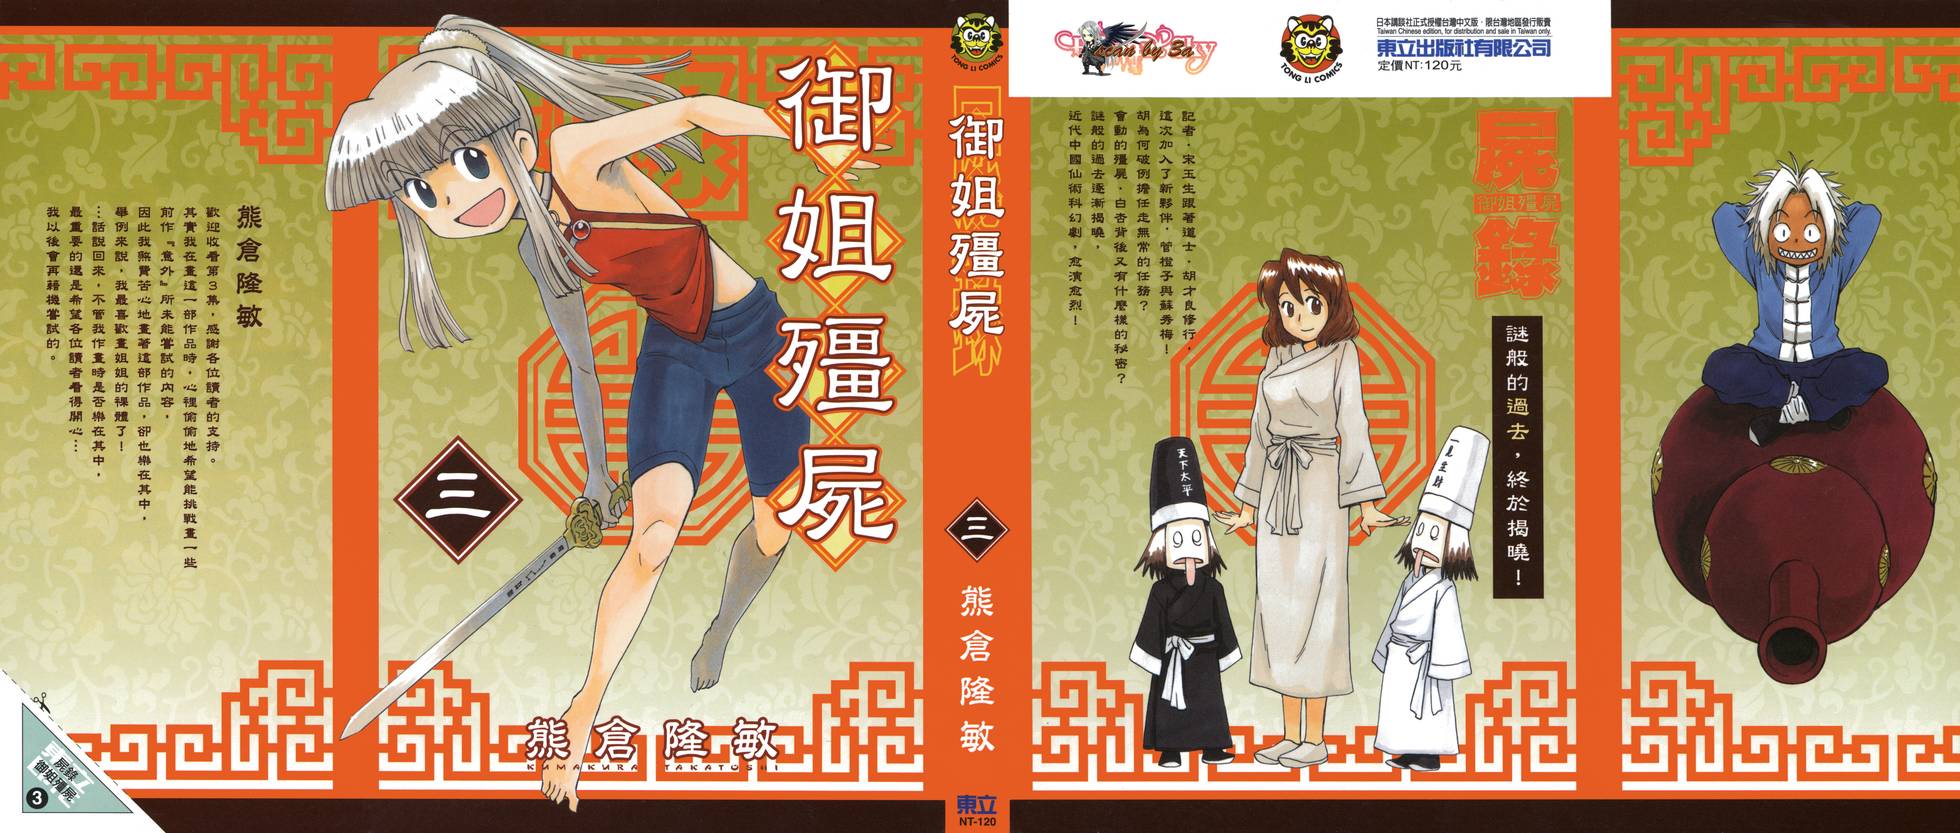 熊倉隆敏
歡迎收看第3集，感謝各位讀者的支持。
其實我在畫這一部作品時，心裡偷偷地希望能挑戰畫一些
前作『意外』所未能嘗試的內容，
因此我煞費苦心地畫著這部作品，卻也樂在其中，
舉例來說，我最喜歡畫姐姐的裸體了！
…話說回來，不管我作畫時是否樂在其中，
最重要的還是希望各位讀者看得開心…
我以後會再藉機嘗試的。
屍錄
御姐殭屍
3
御姐殭屍
三
熊倉隆敏
KUMAKURA TAKATOSHI
TONG LI COMICS
御姐殭屍
三
熊倉隆敏
東立
NT-120
scan by 3a
TONG LI COMICS
日本講談社正式授權台灣中文版，限台灣地區發行販賣
Taiwan Chinese edition, for distribution and sale in Taiwan only.
東立出版社有限公司
定價NT:120元
屍錄
御姐殭屍
謎般的過去，終於揭曉！
記者．宋玉生跟著道士．胡才良修行，
這次加入了新夥伴，管橙子與蘇秀梅！
胡為何破例擔任走無常的任務？
會動的殭屍．白杏背後又有什麼樣的秘密？
謎般的過去逐漸揭曉，
近代中國仙術科幻劇，愈演愈烈！
天下太平
一見生財